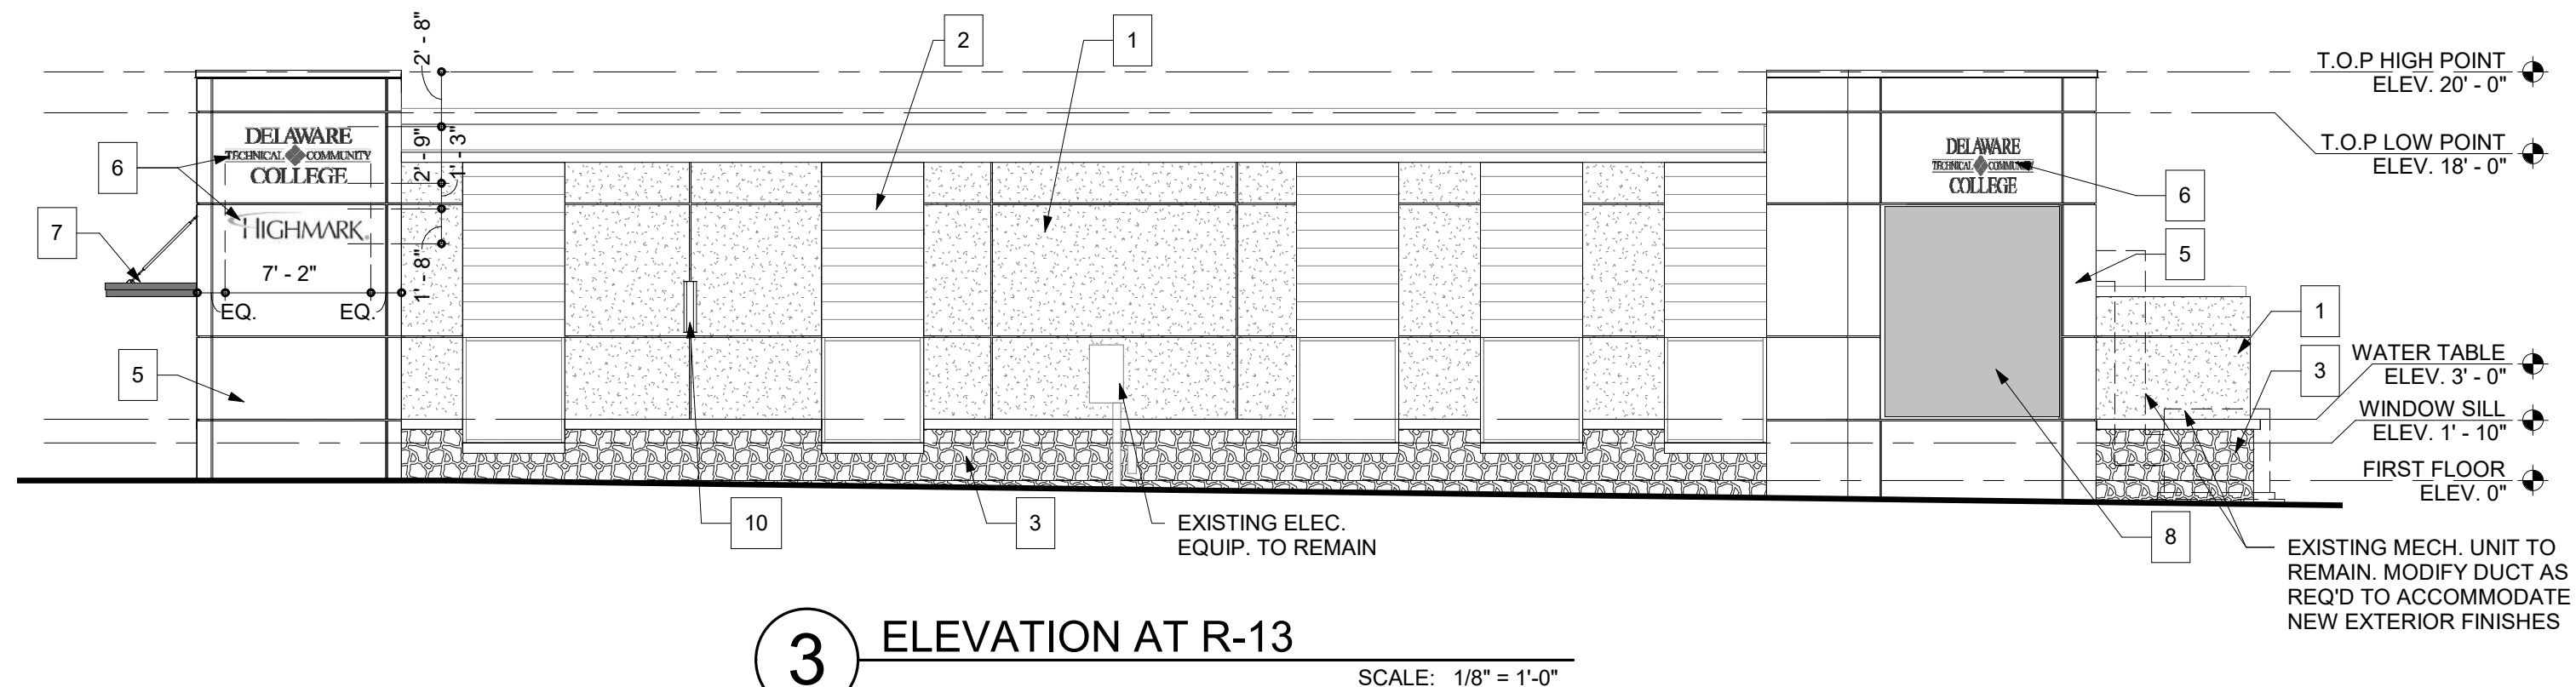 2' - 8"
2
1
T.O.P HIGH POINT
ELEV. 20' - 0"
DELAWARE
TECHNICAL COMMUNITY
COLLEGE
2' - 9"
1' - 3"
6
DELAWARE
TECHNICAL COMMUNITY
COLLEGE
T.O.P LOW POINT
ELEV. 18' - 0"
6
HIGHMARK®
7
7' - 2"
1' - 8"
EQ.
EQ.
5
5
1
WATER TABLE
ELEV. 3' - 0"
3
WINDOW SILL
ELEV. 1' - 10"
FIRST FLOOR
ELEV. 0"
10
3
EXISTING ELEC.
EQUIP. TO REMAIN
8
EXISTING MECH. UNIT TO
REMAIN. MODIFY DUCT AS
REQ'D TO ACCOMMODATE
NEW EXTERIOR FINISHES
3
ELEVATION AT R-13
SCALE: 1/8" = 1'-0"